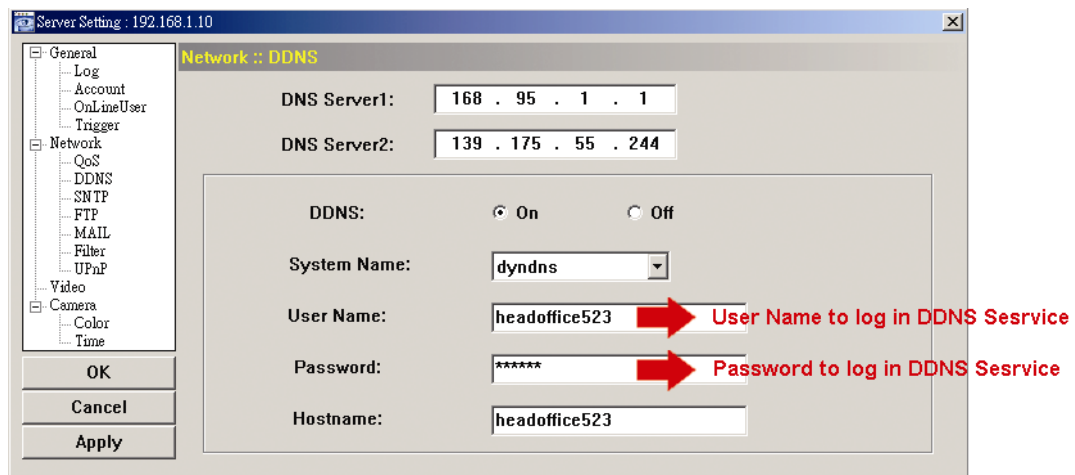 Server Setting : 192.168.1.10
General
Log
Account
OnLineUser
Trigger
Network
QoS
DDNS
SNTP
FTP
MAIL
Filter
UPnP
Video
Camera
Color
Time
OK
Cancel
Apply
Network :: DDNS
DNS Server1: 168 . 95 . 1 . 1
DNS Server2: 139 . 175 . 55 . 244
DDNS: On Off
System Name: dyndns
User Name: headoffice523 User Name to log in DDNS Sesrvice
Password: ****** Password to log in DDNS Sesrvice
Hostname: headoffice523